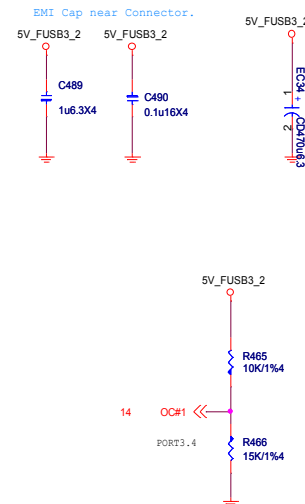 EMI Cap near Connector.
5V_FUSB3_2
5V_FUSB3_2
5V_FUSB3_2
C489
1u6.3X4
C490
0.1u16X4
EC34
+
1
2
CD470u6.3
5V_FUSB3_2
R465
10K/1%4
14
OC#1
PORT3.4
R466
15K/1%4